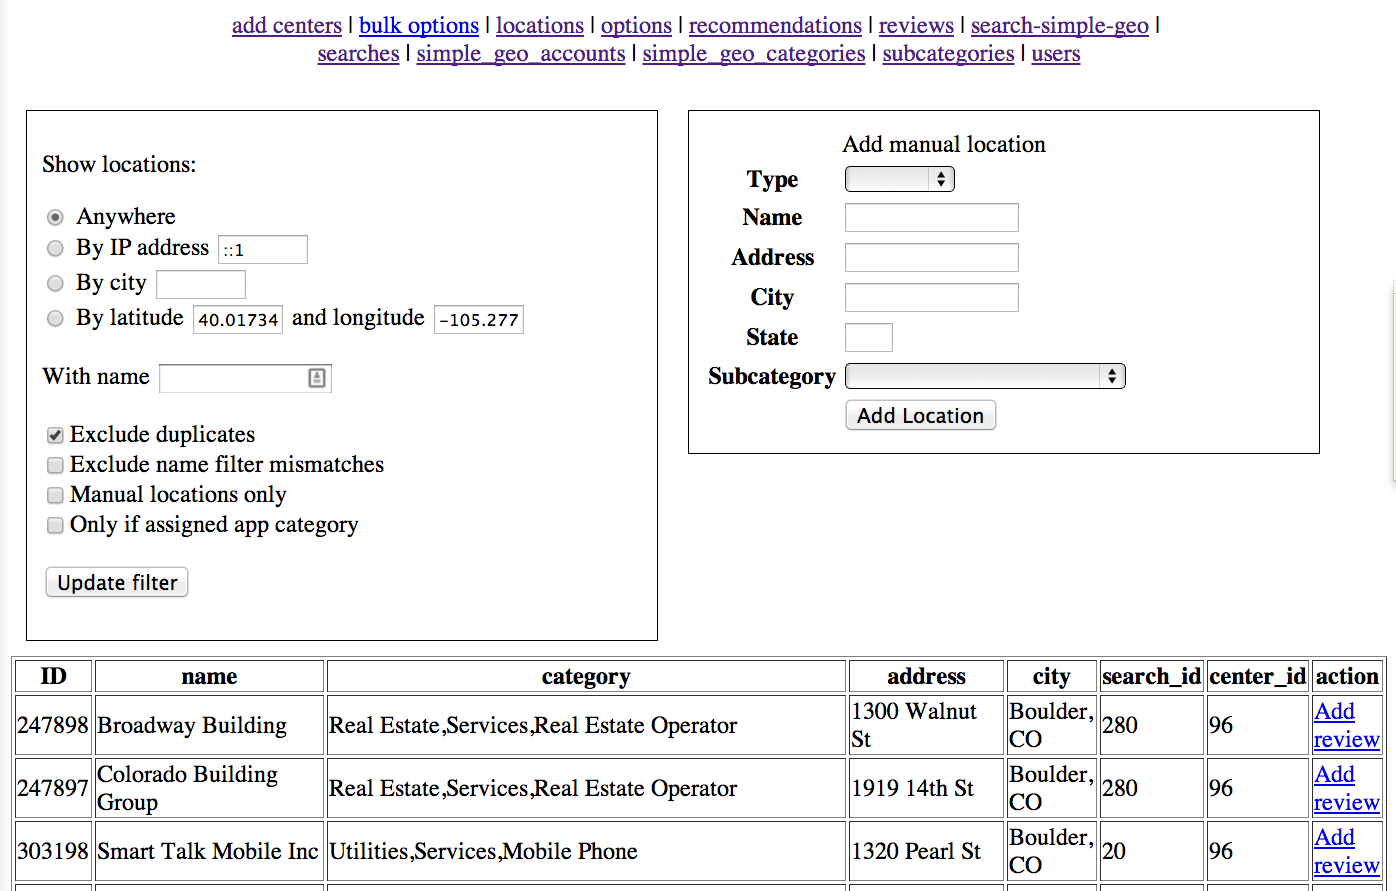 add centers | bulk options | locations | options | recommendations | reviews | search-simple-geo |
searches | simple_geo_accounts | simple_geo_categories | subcategories | users
Show locations:
Anywhere
By IP address ::1
By city
By latitude 40.01734 and longitude -105.277
With name
Exclude duplicates
Exclude name filter mismatches
Manual locations only
Only if assigned app category
Update filter
Add manual location
Type
Name
Address
City
State
Subcategory
Add Location
ID name category address city search_id center_id action
247898 Broadway Building Real Estate,Services,Real Estate Operator 1300 Walnut St Boulder, CO 280 96 Add review
247897 Colorado Building Group Real Estate,Services,Real Estate Operator 1919 14th St Boulder, CO 280 96 Add review
303198 Smart Talk Mobile Inc Utilities,Services,Mobile Phone 1320 Pearl St Boulder, CO 20 96 Add review